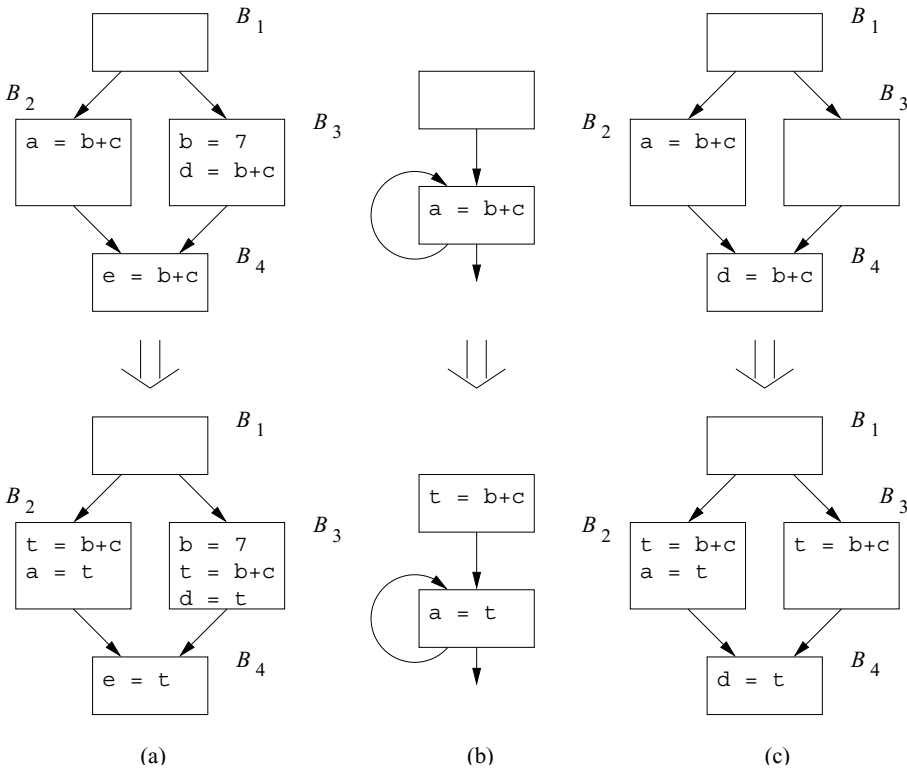 B1
B2
a = b+c
b = 7
d = b+c
B3
e = b+c
B4
a = b+c
B1
B2
a = b+c
B3
d = b+c
B4
B1
B2
t = b+c
a = t
b = 7
t = b+c
d = t
B3
e = t
B4
(a)
t = b+c
a = t
(b)
B1
B2
t = b+c
a = t
B3
t = b+c
d = t
B4
(c)